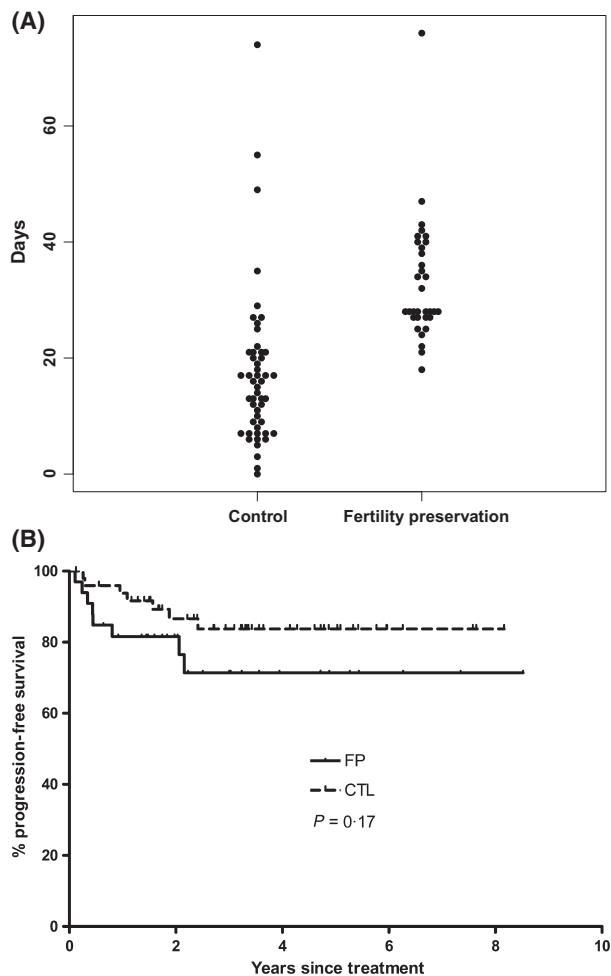 (A)
60
40
20
0
Days
Control Fertility preservation
(B)
100
80
60
40
20
0
% progression-free survival
FP
CTL
P = 0·17
0 2 4 6 8 10
Years since treatment